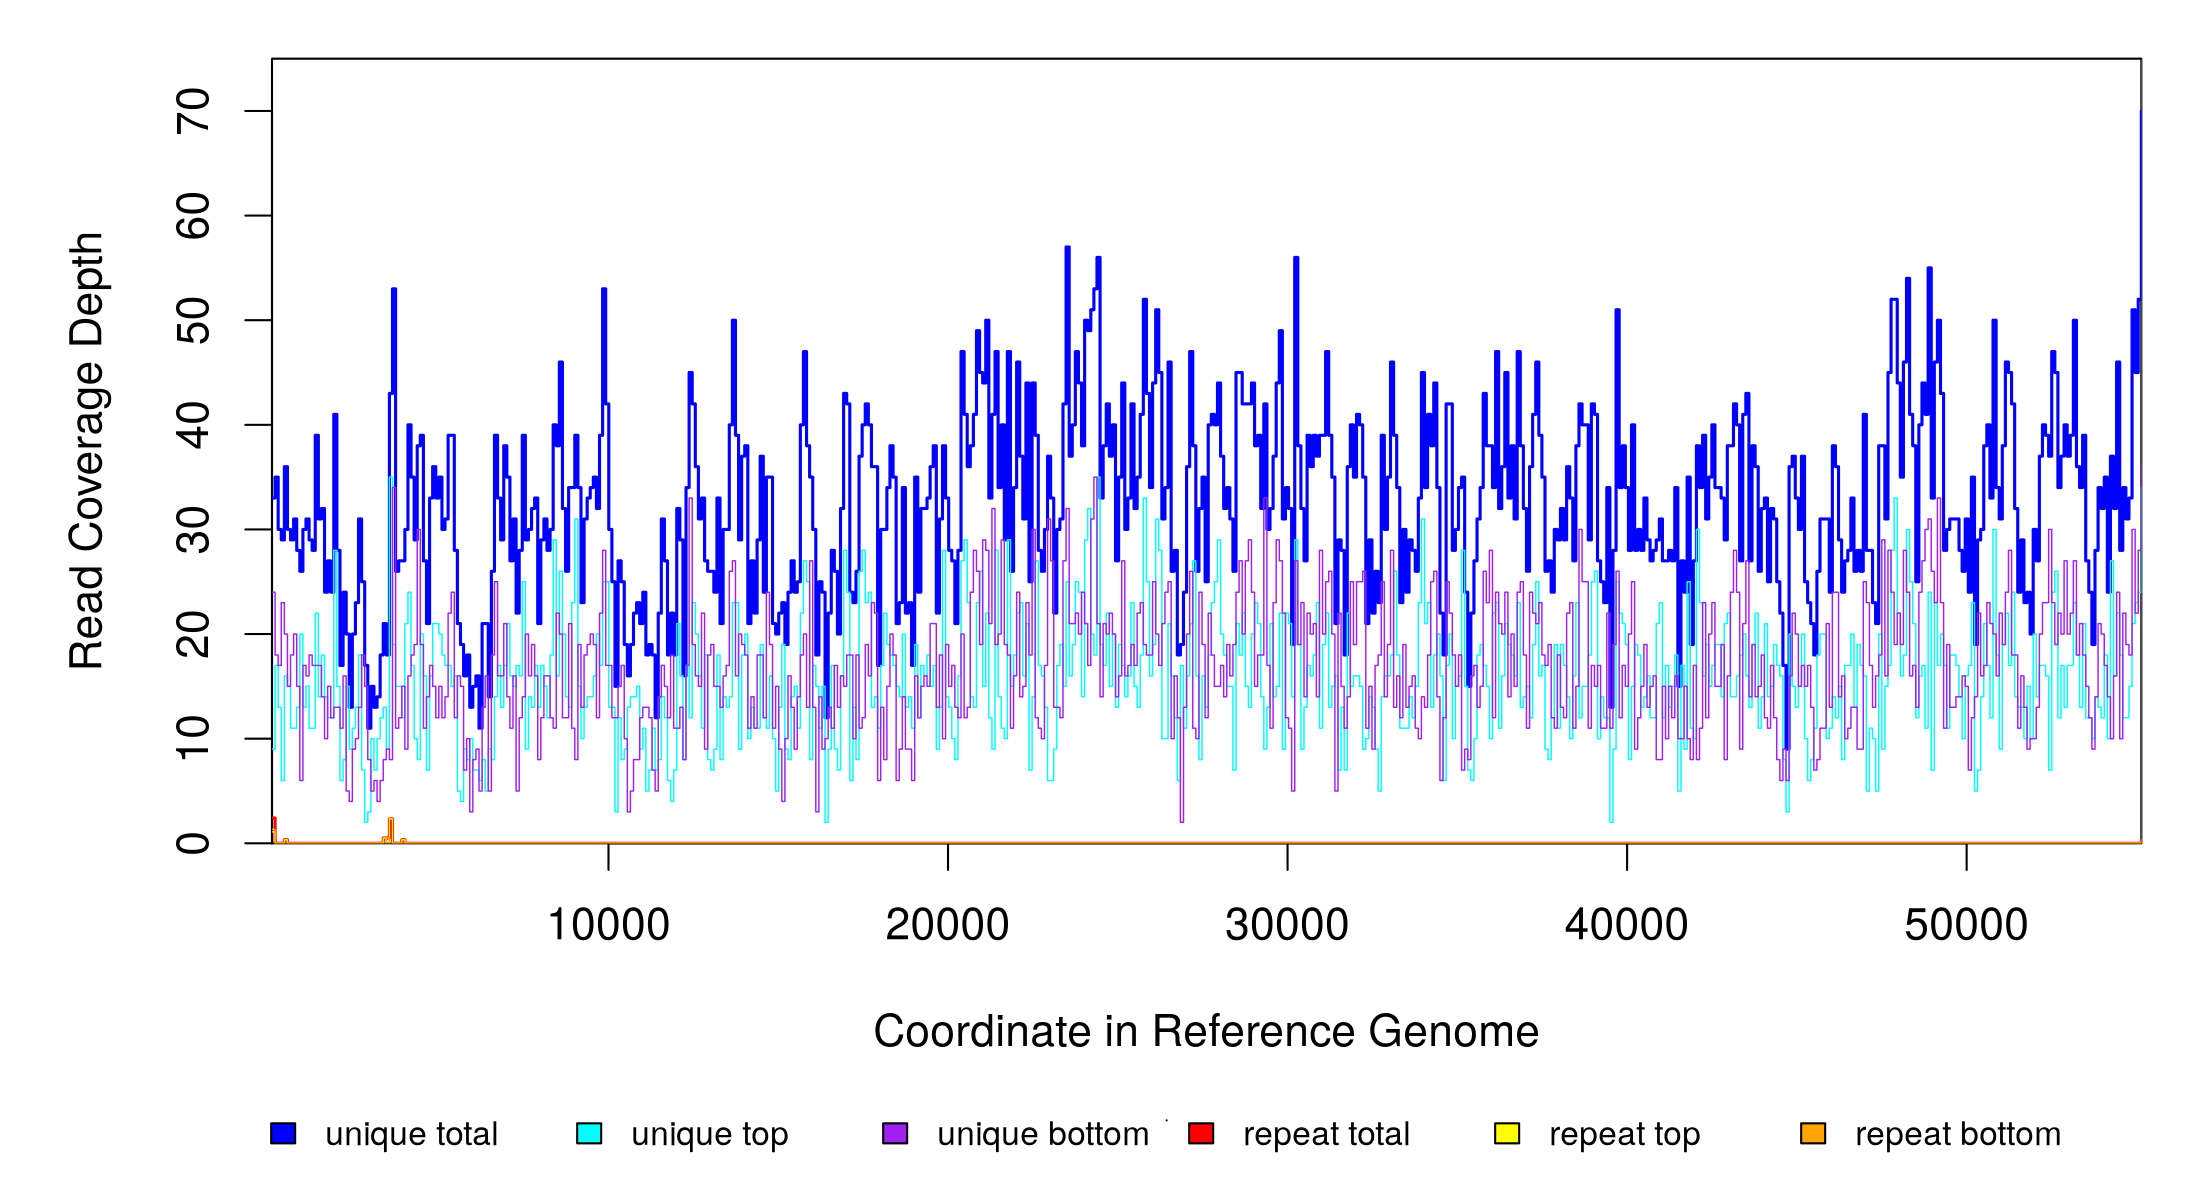 Read Coverage Depth
70
60
50
40
30
20
10
0
10000 20000 30000 40000 50000
Coordinate in Reference Genome
unique total unique top unique bottom repeat total repeat top repeat bottom